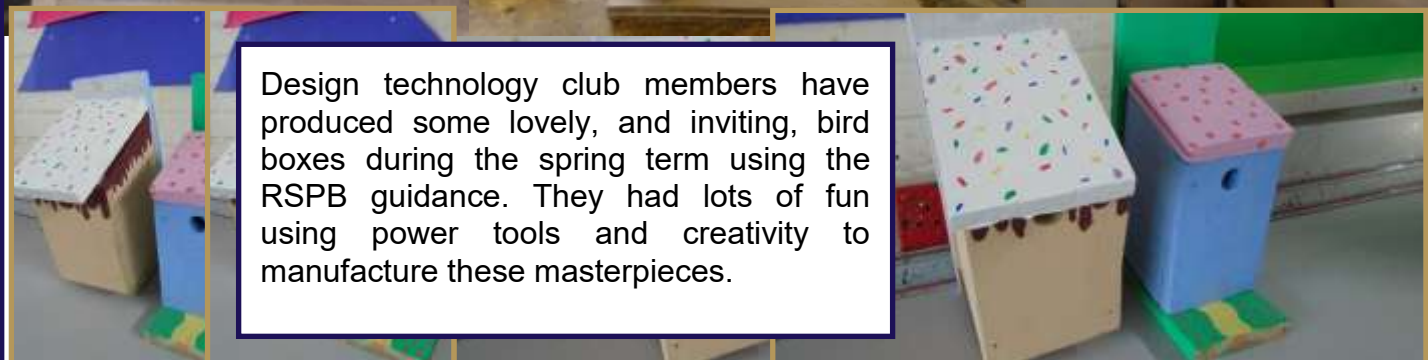 Design technology club members have
produced some lovely, and inviting, bird
boxes during the spring term using the
RSPB guidance. They had lots of fun
using power tools and creativity to
manufacture these masterpieces.